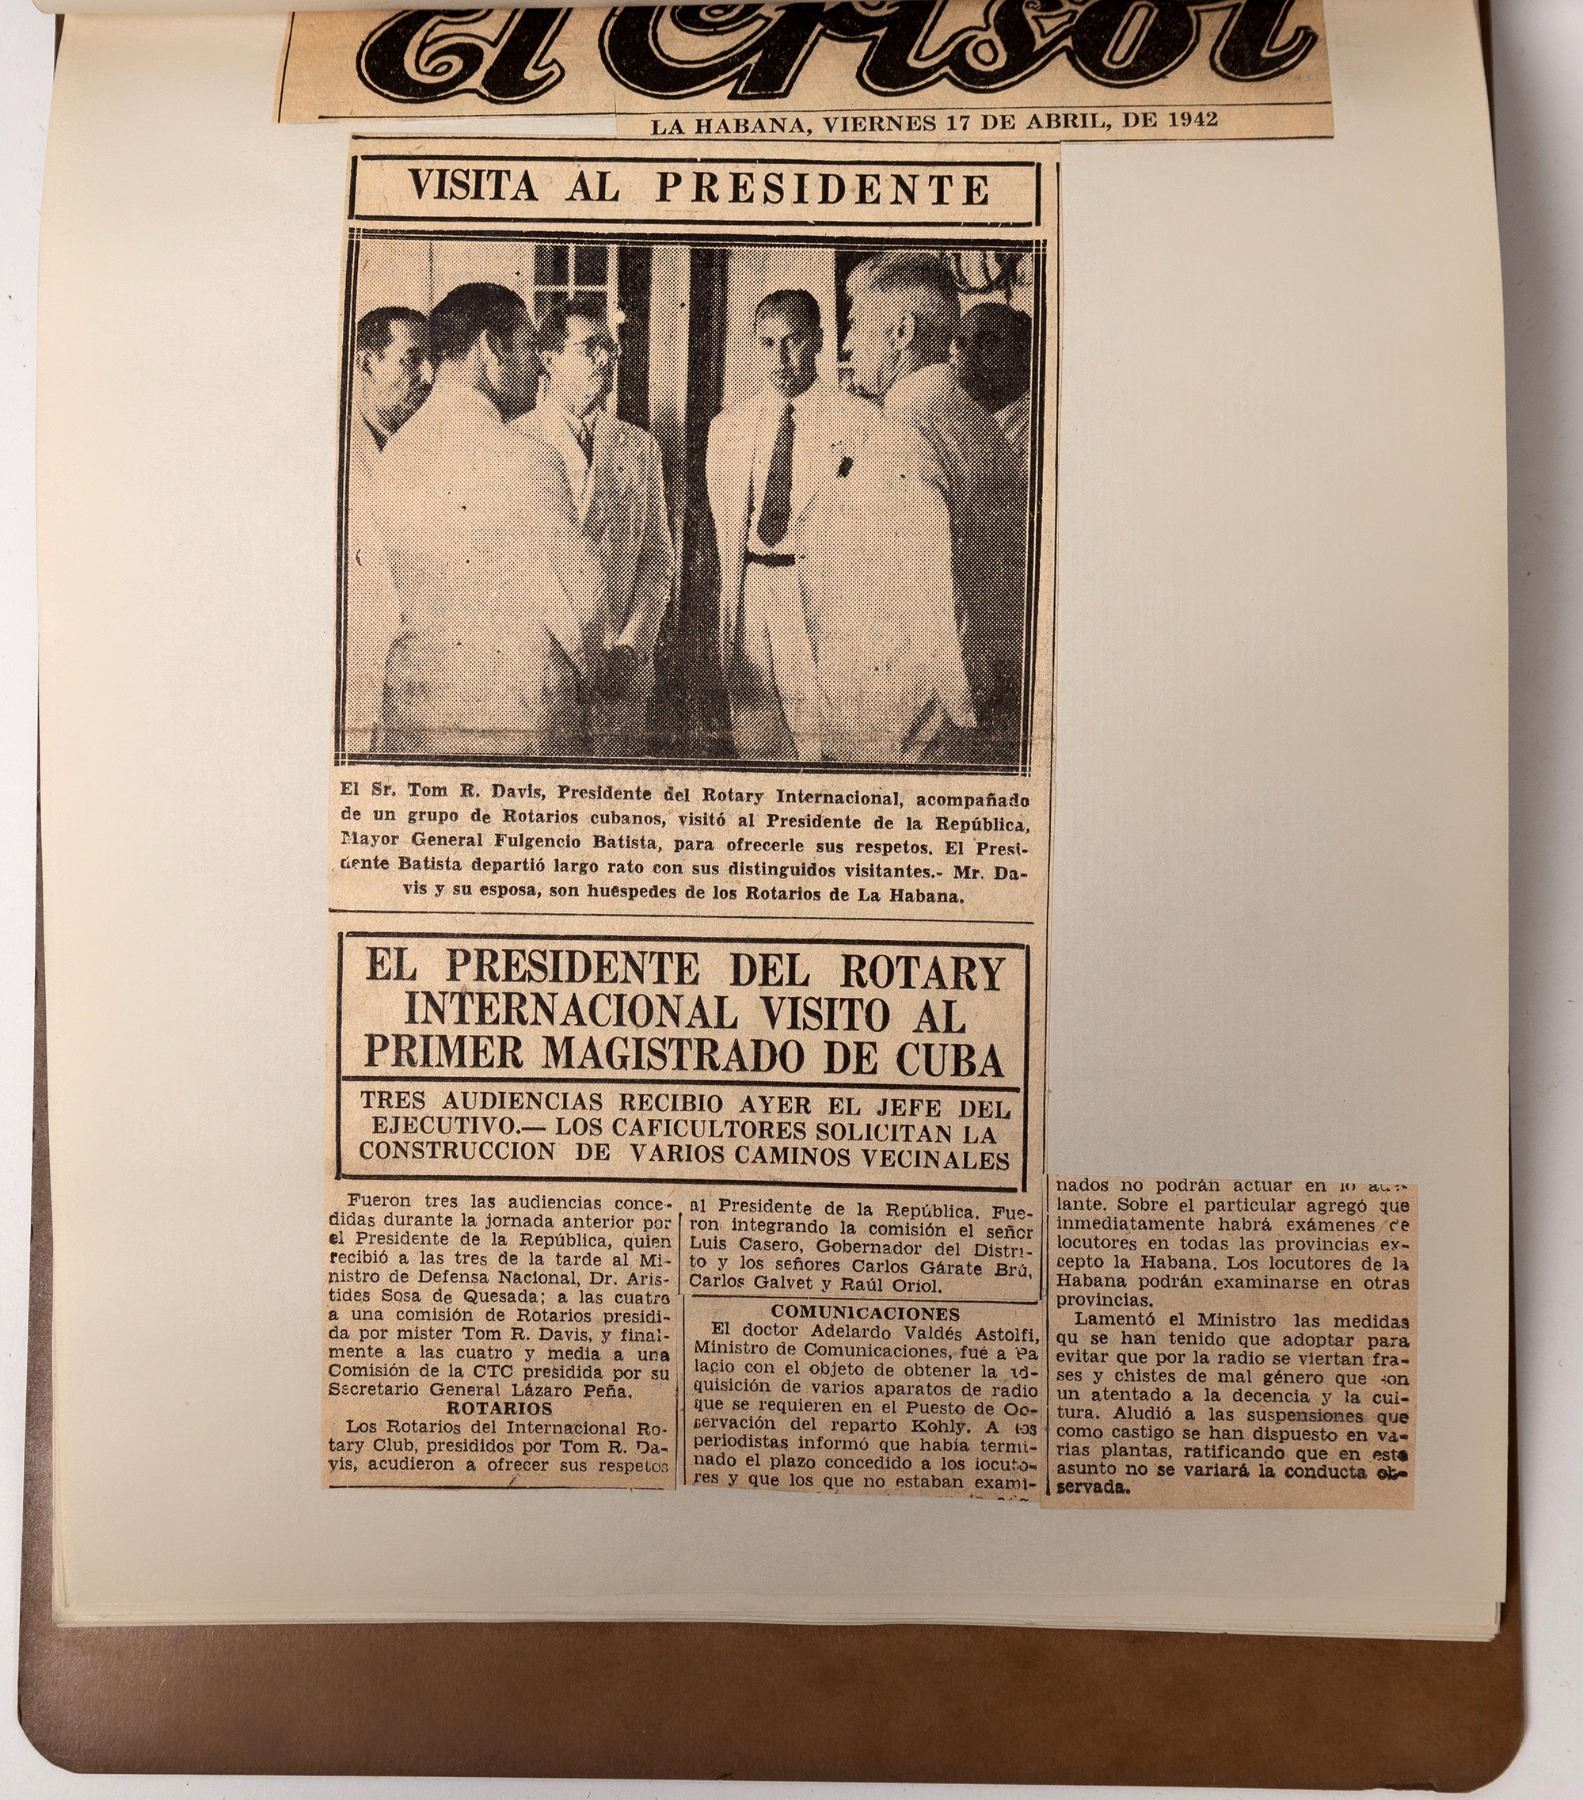 El Crisol
LA HABANA, VIERNES 17 DE ABRIL, DE 1942
VISITA AL PRESIDENTE
El Sr. Tom R. Davis, Presidente del Rotary Internacional, acompañado
de un grupo de Rotarios cubanos, visitó al Presidente de la República,
Mayor General Fulgencio Batista, para ofrecerle sus respetos. El Presi-
dente Batista departió largo rato con sus distinguidos visitantes.- Mr. Da-
vis y su esposa, son huéspedes de los Rotarios de La Habana.
EL PRESIDENTE DEL ROTARY
INTERNACIONAL VISITO AL
PRIMER MAGISTRADO DE CUBA
TRES AUDIENCIAS RECIBIO AYER EL JEFE DEL
EJECUTIVO.— LOS CAFICULTORES SOLICITAN LA
CONSTRUCCION DE VARIOS CAMINOS VECINALES
Fueron tres las audiencias conce-
didas durante la jornada anterior por
el Presidente de la República, quien
recibió a las tres de la tarde al Mi-
nistro de Defensa Nacional, Dr. Aris-
tides Sosa de Quesada; a las cuatro
a una comisión de Rotarios presidi-
da por mister Tom R. Davis, y final-
mente a las cuatro y media a una
Comisión de la CTC presidida por su
Secretario General Lázaro Peña.
ROTARIOS
Los Rotarios del Internacional Ro-
tary Club, presididos por Tom R. Da-
vis, acudieron a ofrecer sus respetos
al Presidente de la República. Fue-
ron integrando la comisión el señor
Luis Casero, Gobernador del Distri-
to y los señores Carlos Gárate Brú,
Carlos Galvet y Raúl Oriol.
COMUNICACIONES
El doctor Adelardo Valdés Astolfi,
Ministro de Comunicaciones, fué a Pa
lacio con el objeto de obtener la ad-
quisición de varios aparatos de radio
que se requieren en el Puesto de Ob-
servación del reparto Kohly. A los
periodistas informó que había termi-
nado el plazo concedido a los locuto-
res y que los que no estaban exami-
nados no podrán actuar en lo ade-
lante. Sobre el particular agregó que
inmediatamente habrá exámenes de
locutores en todas las provincias ex-
cepto la Habana. Los locutores de la
Habana podrán examinarse en otras
provincias.
Lamentó el Ministro las medidas
qu se han tenido que adoptar para
evitar que por la radio se viertan fra-
ses y chistes de mal género que son
un atentado a la decencia y la cul-
tura. Aludió a las suspensiones que
como castigo se han dispuesto en va-
rias plantas, ratificando que en este
asunto no se variará la conducta ob-
servada.